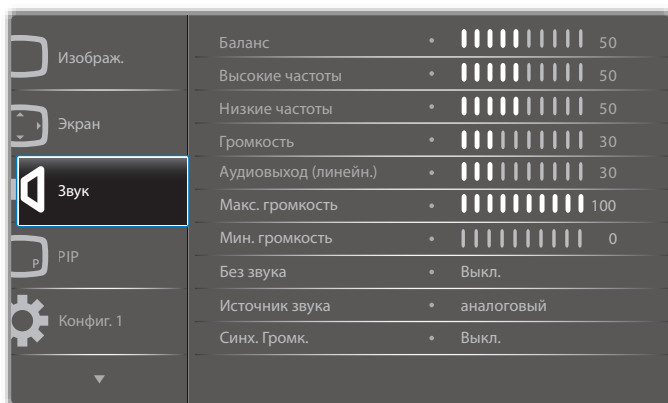 Изображ.
Экран
Звук
P
PIP
Конфиг. 1
Баланс • 50
Высокие частоты • 50
Низкие частоты • 50
Громкость • 30
Аудиовыход (линейн.) • 30
Макс. громкость • 100
Мин. громкость • 0
Без звука • Выкл.
Источник звука • аналоговый
Синх. Громк. • Выкл.